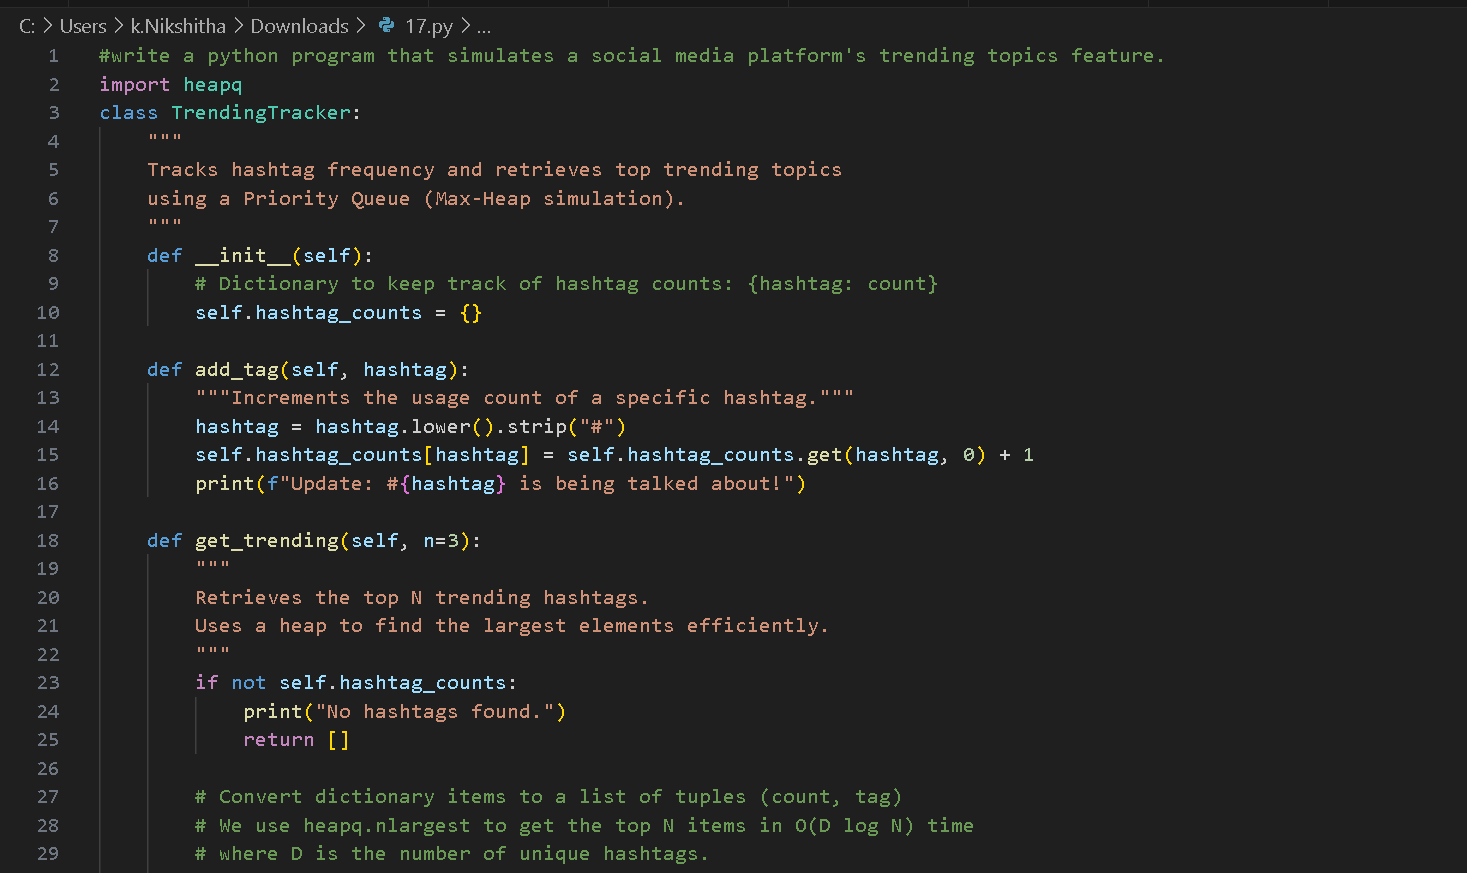 C: > Users > k.Nikshitha > Downloads > 17.py > ...
1 #write a python program that simulates a social media platform's trending topics feature.
2 import heapq
3 class TrendingTracker:
4     """
5     Tracks hashtag frequency and retrieves top trending topics
6     using a Priority Queue (Max-Heap simulation).
7     """
8     def __init__(self):
9         # Dictionary to keep track of hashtag counts: {hashtag: count}
10         self.hashtag_counts = {}
11
12     def add_tag(self, hashtag):
13         """Increments the usage count of a specific hashtag."""
14         hashtag = hashtag.lower().strip("#")
15         self.hashtag_counts[hashtag] = self.hashtag_counts.get(hashtag, 0) + 1
16         print(f"Update: #{hashtag} is being talked about!")
17
18     def get_trending(self, n=3):
19         """
20         Retrieves the top N trending hashtags.
21         Uses a heap to find the largest elements efficiently.
22         """
23         if not self.hashtag_counts:
24             print("No hashtags found.")
25             return []
26
27         # Convert dictionary items to a list of tuples (count, tag)
28         # We use heapq.nlargest to get the top N items in O(D log N) time
29         # where D is the number of unique hashtags.